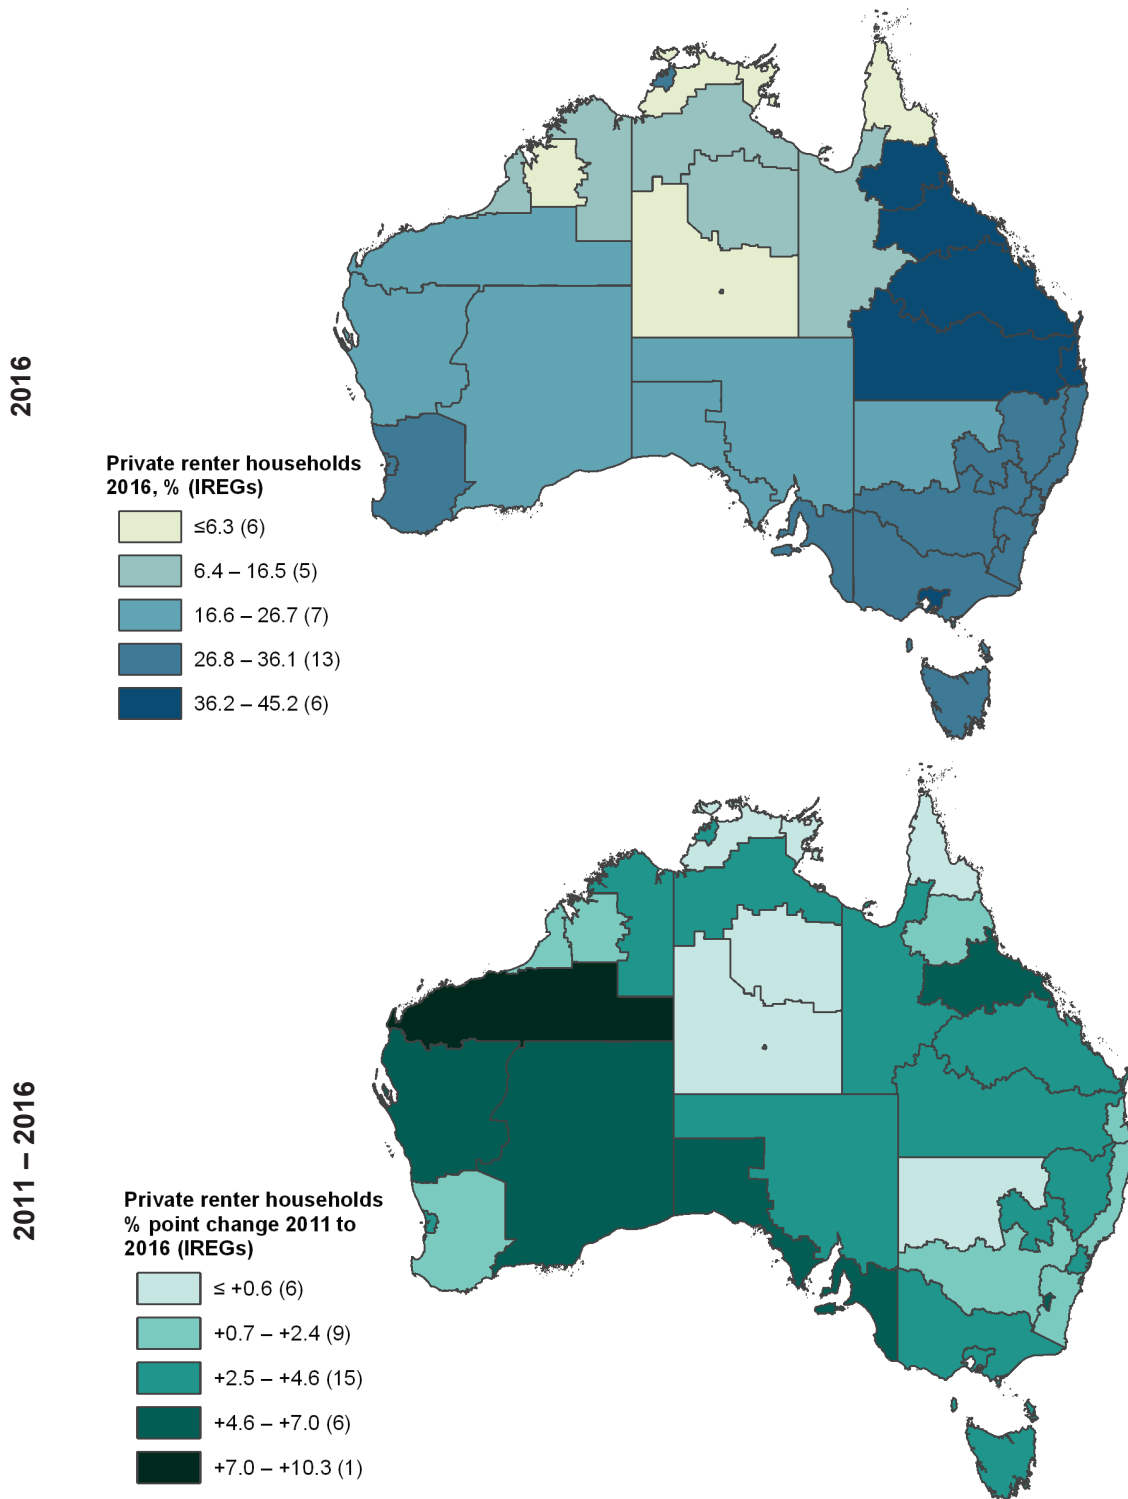 2016
Private renter households
2016, % (IREGs)
≤6.3 (6)
6.4 – 16.5 (5)
16.6 – 26.7 (7)
26.8 – 36.1 (13)
36.2 – 45.2 (6)
2011 – 2016
Private renter households
% point change 2011 to
2016 (IREGs)
≤ +0.6 (6)
+0.7 – +2.4 (9)
+2.5 – +4.6 (15)
+4.6 – +7.0 (6)
+7.0 – +10.3 (1)